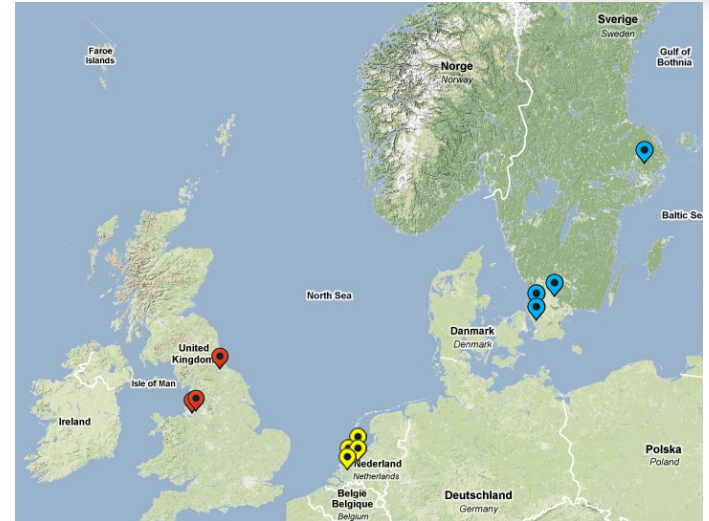 Sverige
Sweden
Faroe
Islands
Gulf of
Bothnia
Norge
Norway
Baltic Se
North Sea
Danmark
Denmark
United
Kingdom
Isle of Man
Ireland
Nederland
Netherlands
Polska
Poland
België
Belgique
Belgium
Deutschland
Germany